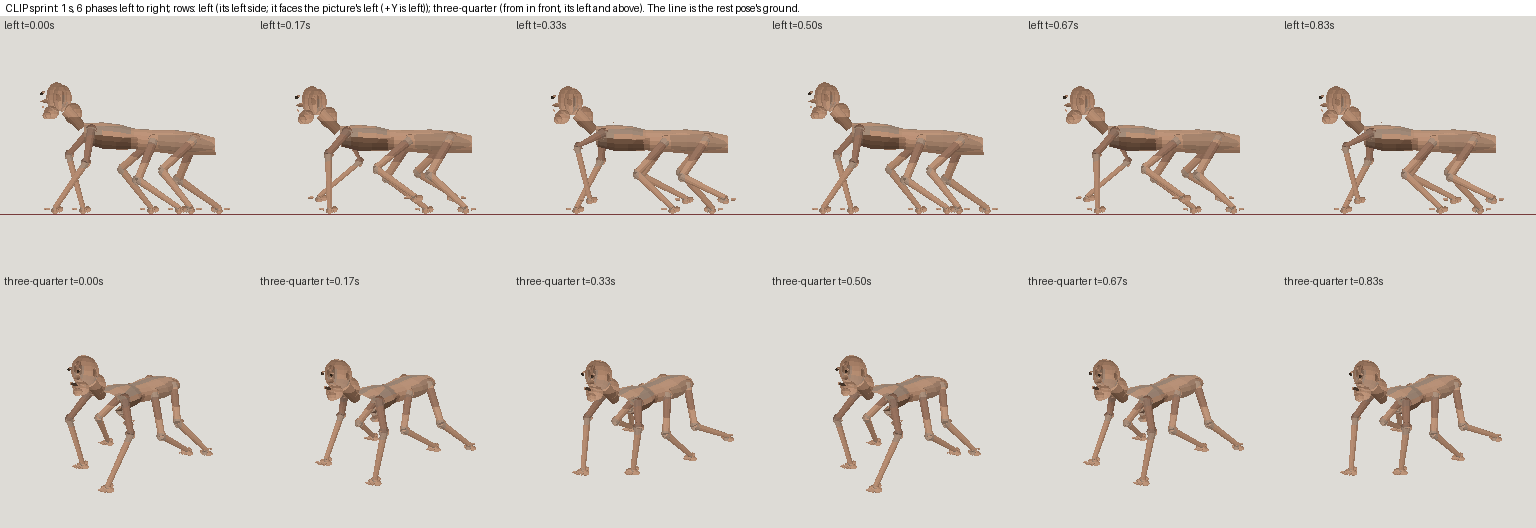 CLIP sprint: 1 s, 6 phases left to right; rows: left (its left side; it faces the picture's left (+Y is left)); three-quarter (from in front, its left and above). The line is the rest pose's ground.
left t=0.00s
left t=0.17s
left t=0.33s
left t=0.50s
left t=0.67s
left t=0.83s
three-quarter t=0.00s
three-quarter t=0.17s
three-quarter t=0.33s
three-quarter t=0.50s
three-quarter t=0.67s
three-quarter t=0.83s